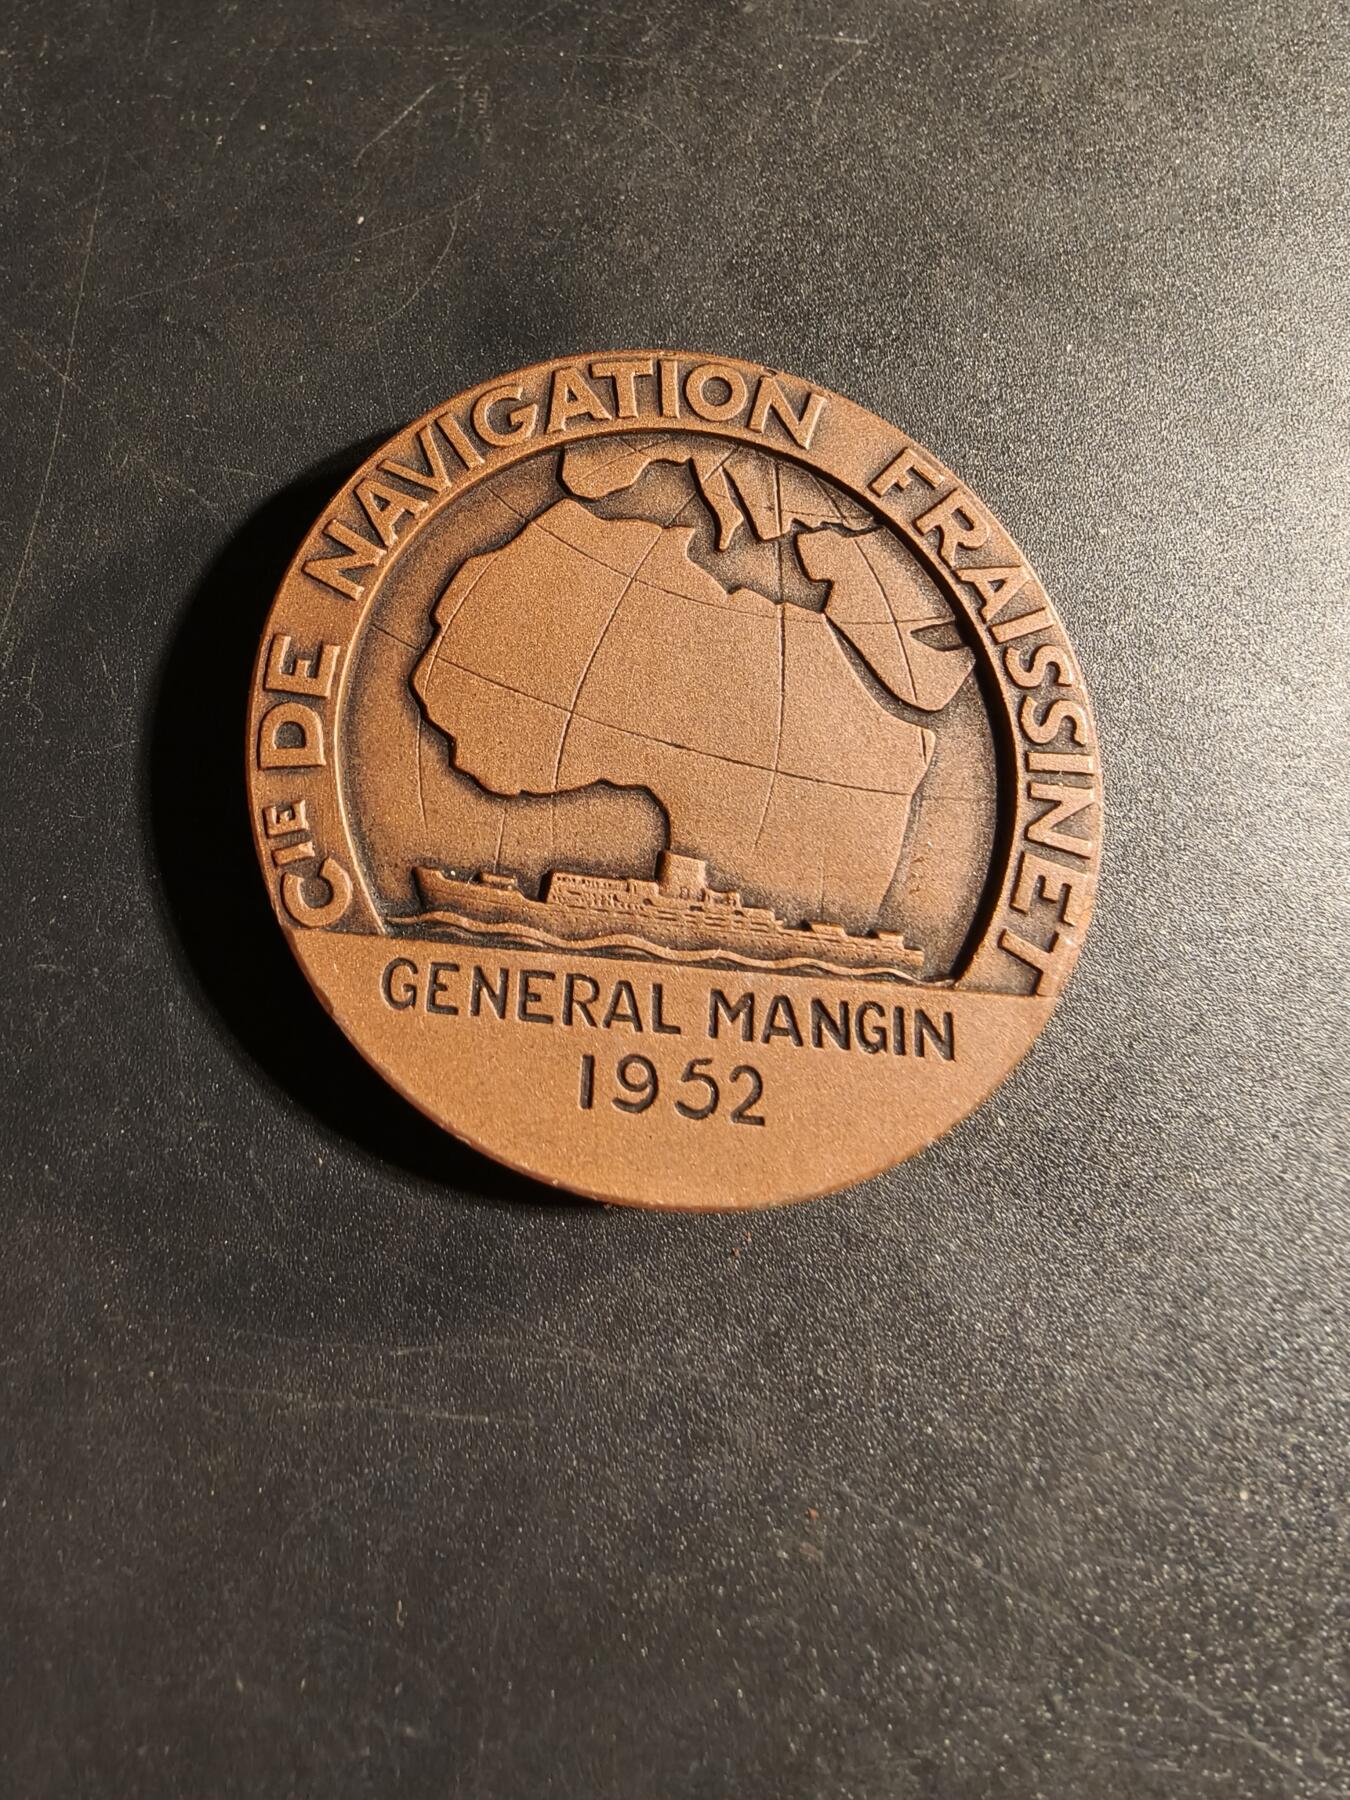 CIE DE NAVIGATION FRAISSINET
GENERAL MANGIN
1952